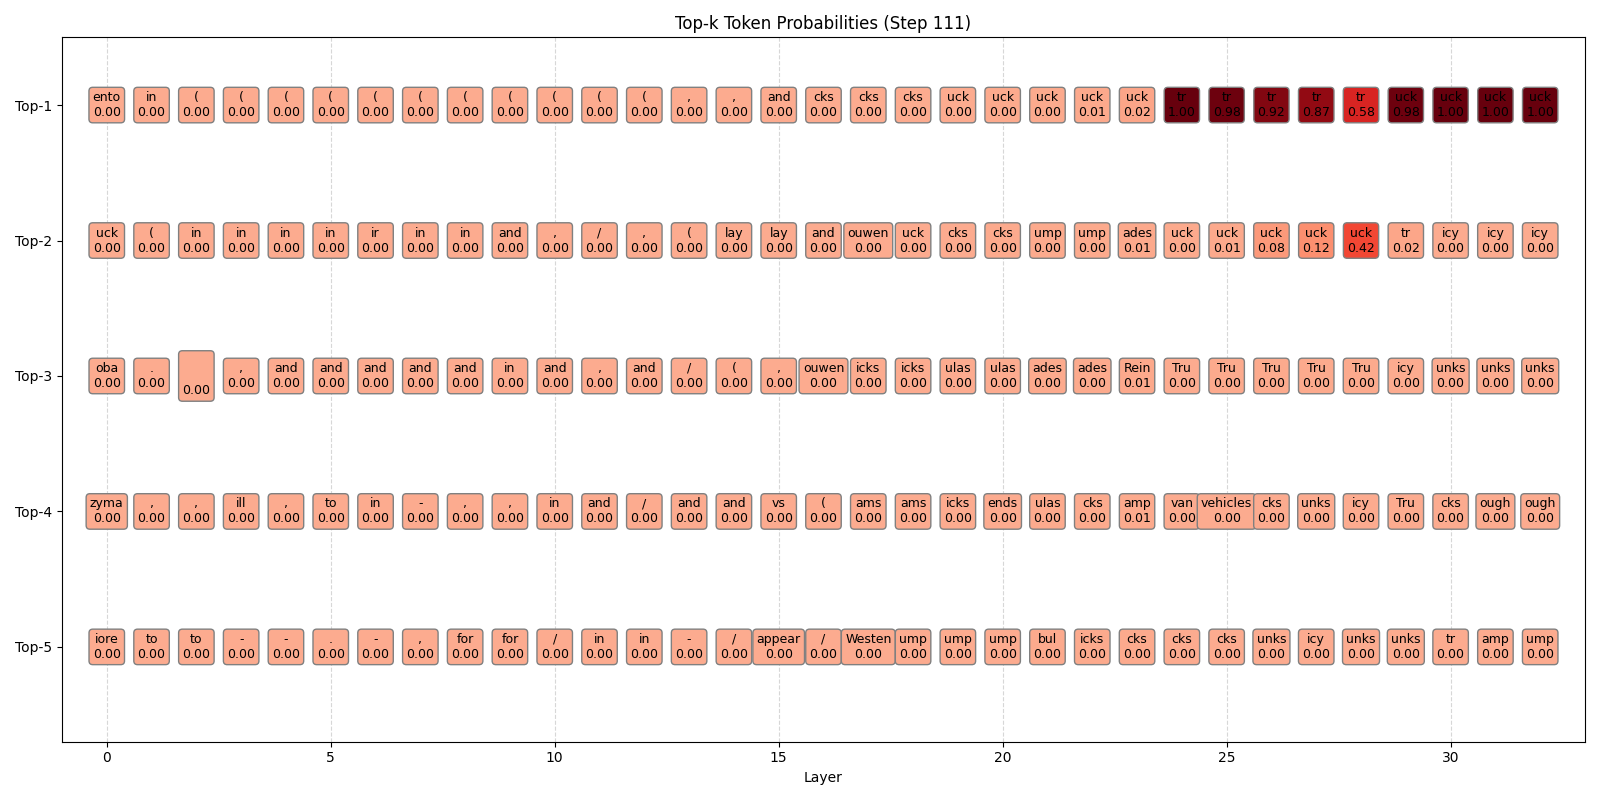 Top-k Token Probabilities (Step 111)
Top-1
ento in ( ( ( ( ( ( ( ( ( ( ( , , and cks cks cks uck uck uck uck uck tr tr tr tr tr uck uck uck uck
0.00 0.00 0.00 0.00 0.00 0.00 0.00 0.00 0.00 0.00 0.00 0.00 0.00 0.00 0.00 0.00 0.00 0.00 0.00 0.00 0.00 0.00 0.01 0.02 1.00 0.98 0.92 0.87 0.58 0.98 1.00 1.00 1.00
Top-2
uck ( in in in in ir in in and , / , ( lay lay and ouwen uck cks cks ump ump ades uck uck uck uck uck tr icy icy icy
0.00 0.00 0.00 0.00 0.00 0.00 0.00 0.00 0.00 0.00 0.00 0.00 0.00 0.00 0.00 0.00 0.00 0.00 0.00 0.00 0.00 0.00 0.00 0.01 0.00 0.01 0.08 0.12 0.42 0.02 0.00 0.00 0.00
Top-3
oba . , and and and and and in and , and / ( , ouwen icks icks ulas ulas ades ades Rein Tru Tru Tru Tru Tru icy unks unks unks
0.00 0.00 0.00 0.00 0.00 0.00 0.00 0.00 0.00 0.00 0.00 0.00 0.00 0.00 0.00 0.00 0.00 0.00 0.00 0.00 0.00 0.00 0.00 0.01 0.00 0.00 0.00 0.00 0.00 0.00 0.00 0.00 0.00
Top-4
zyma , , ill , to in - , , in and / and and vs ( ams ams icks ends ulas cks amp van vehicles cks unks icy Tru cks ough ough
0.00 0.00 0.00 0.00 0.00 0.00 0.00 0.00 0.00 0.00 0.00 0.00 0.00 0.00 0.00 0.00 0.00 0.00 0.00 0.00 0.00 0.00 0.00 0.01 0.00 0.00 0.00 0.00 0.00 0.00 0.00 0.00 0.00
Top-5
iore to to - - . - , for for / in in - / appear / Westen ump ump ump bul icks cks cks cks unks icy unks unks tr amp ump
0.00 0.00 0.00 0.00 0.00 0.00 0.00 0.00 0.00 0.00 0.00 0.00 0.00 0.00 0.00 0.00 0.00 0.00 0.00 0.00 0.00 0.00 0.00 0.00 0.00 0.00 0.00 0.00 0.00 0.00 0.00 0.00 0.00
0 5 10 15 20 25 30
Layer